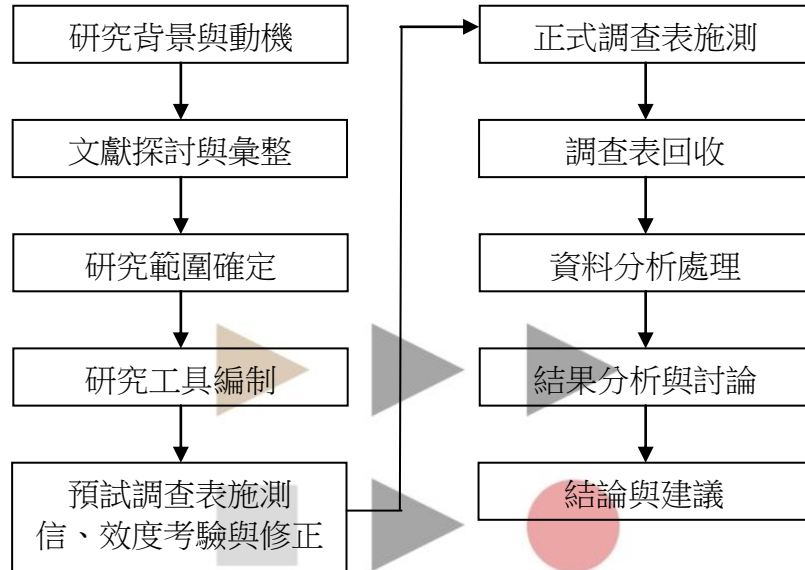 研究背景與動機
文獻探討與彙整
研究範圍確定
研究工具編制
預試調查表施測
信、效度考驗與修正
正式調查表施測
調查表回收
資料分析處理
結果分析與討論
結論與建議